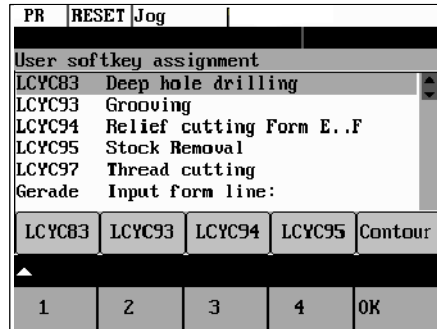 PR RESET Jog
User softkey assignment
LCYC83 Deep hole drilling
LCYC93 Grooving
LCYC94 Relief cutting Form E..F
LCYC95 Stock Removal
LCYC97 Thread cutting
Gerade Input form line:
LCYC83 LCYC93 LCYC94 LCYC95 Contour
1 2 3 4 OK